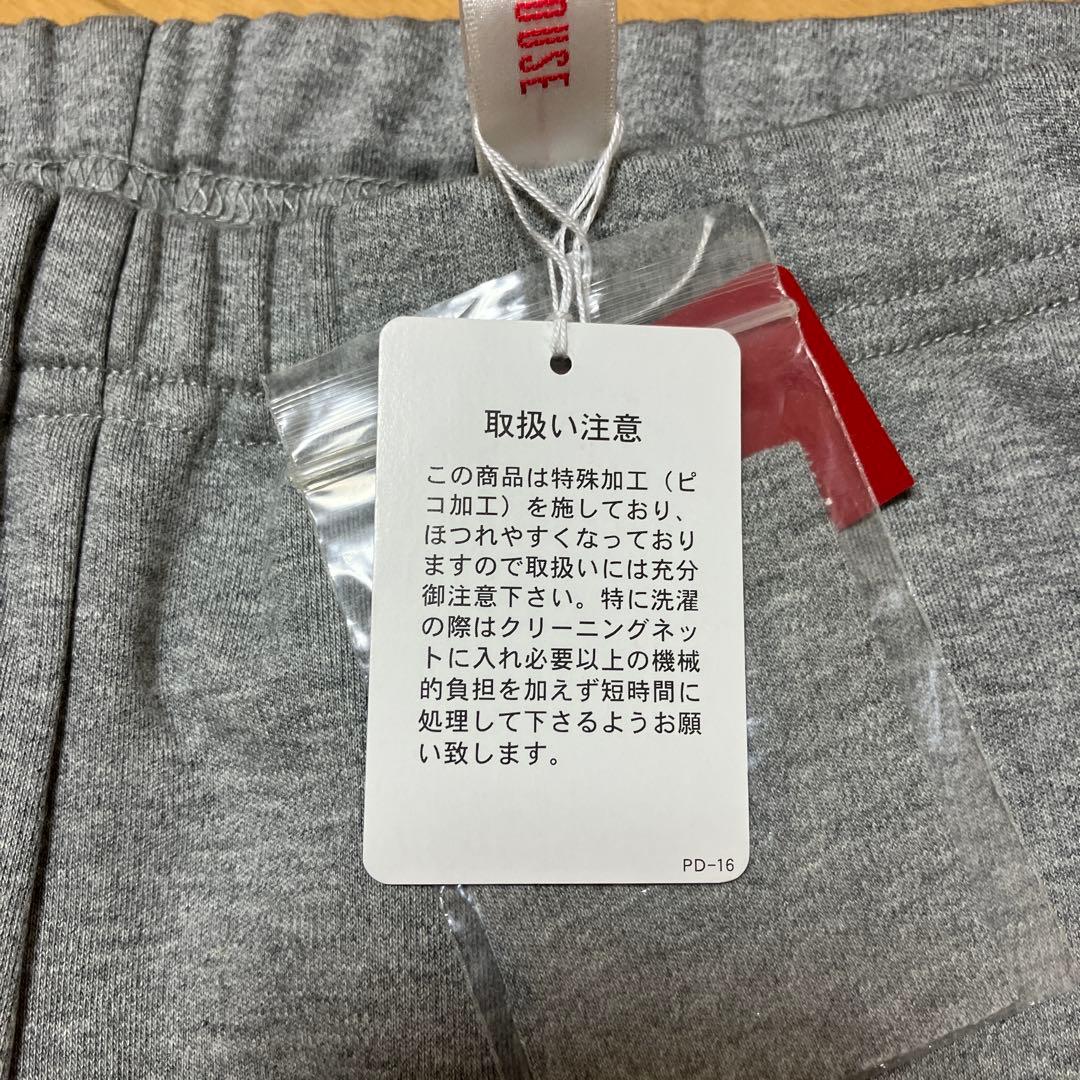 OUSE
取扱い注意
この商品は特殊加工（ピ
コ加工）を施しており、
ほつれやすくなっており
ますので取扱いには充分
御注意下さい。特に洗濯
の際はクリーニングネッ
トに入れ必要以上の機械
的負担を加えず短時間に
処理して下さるようお願
い致します。
PD-16